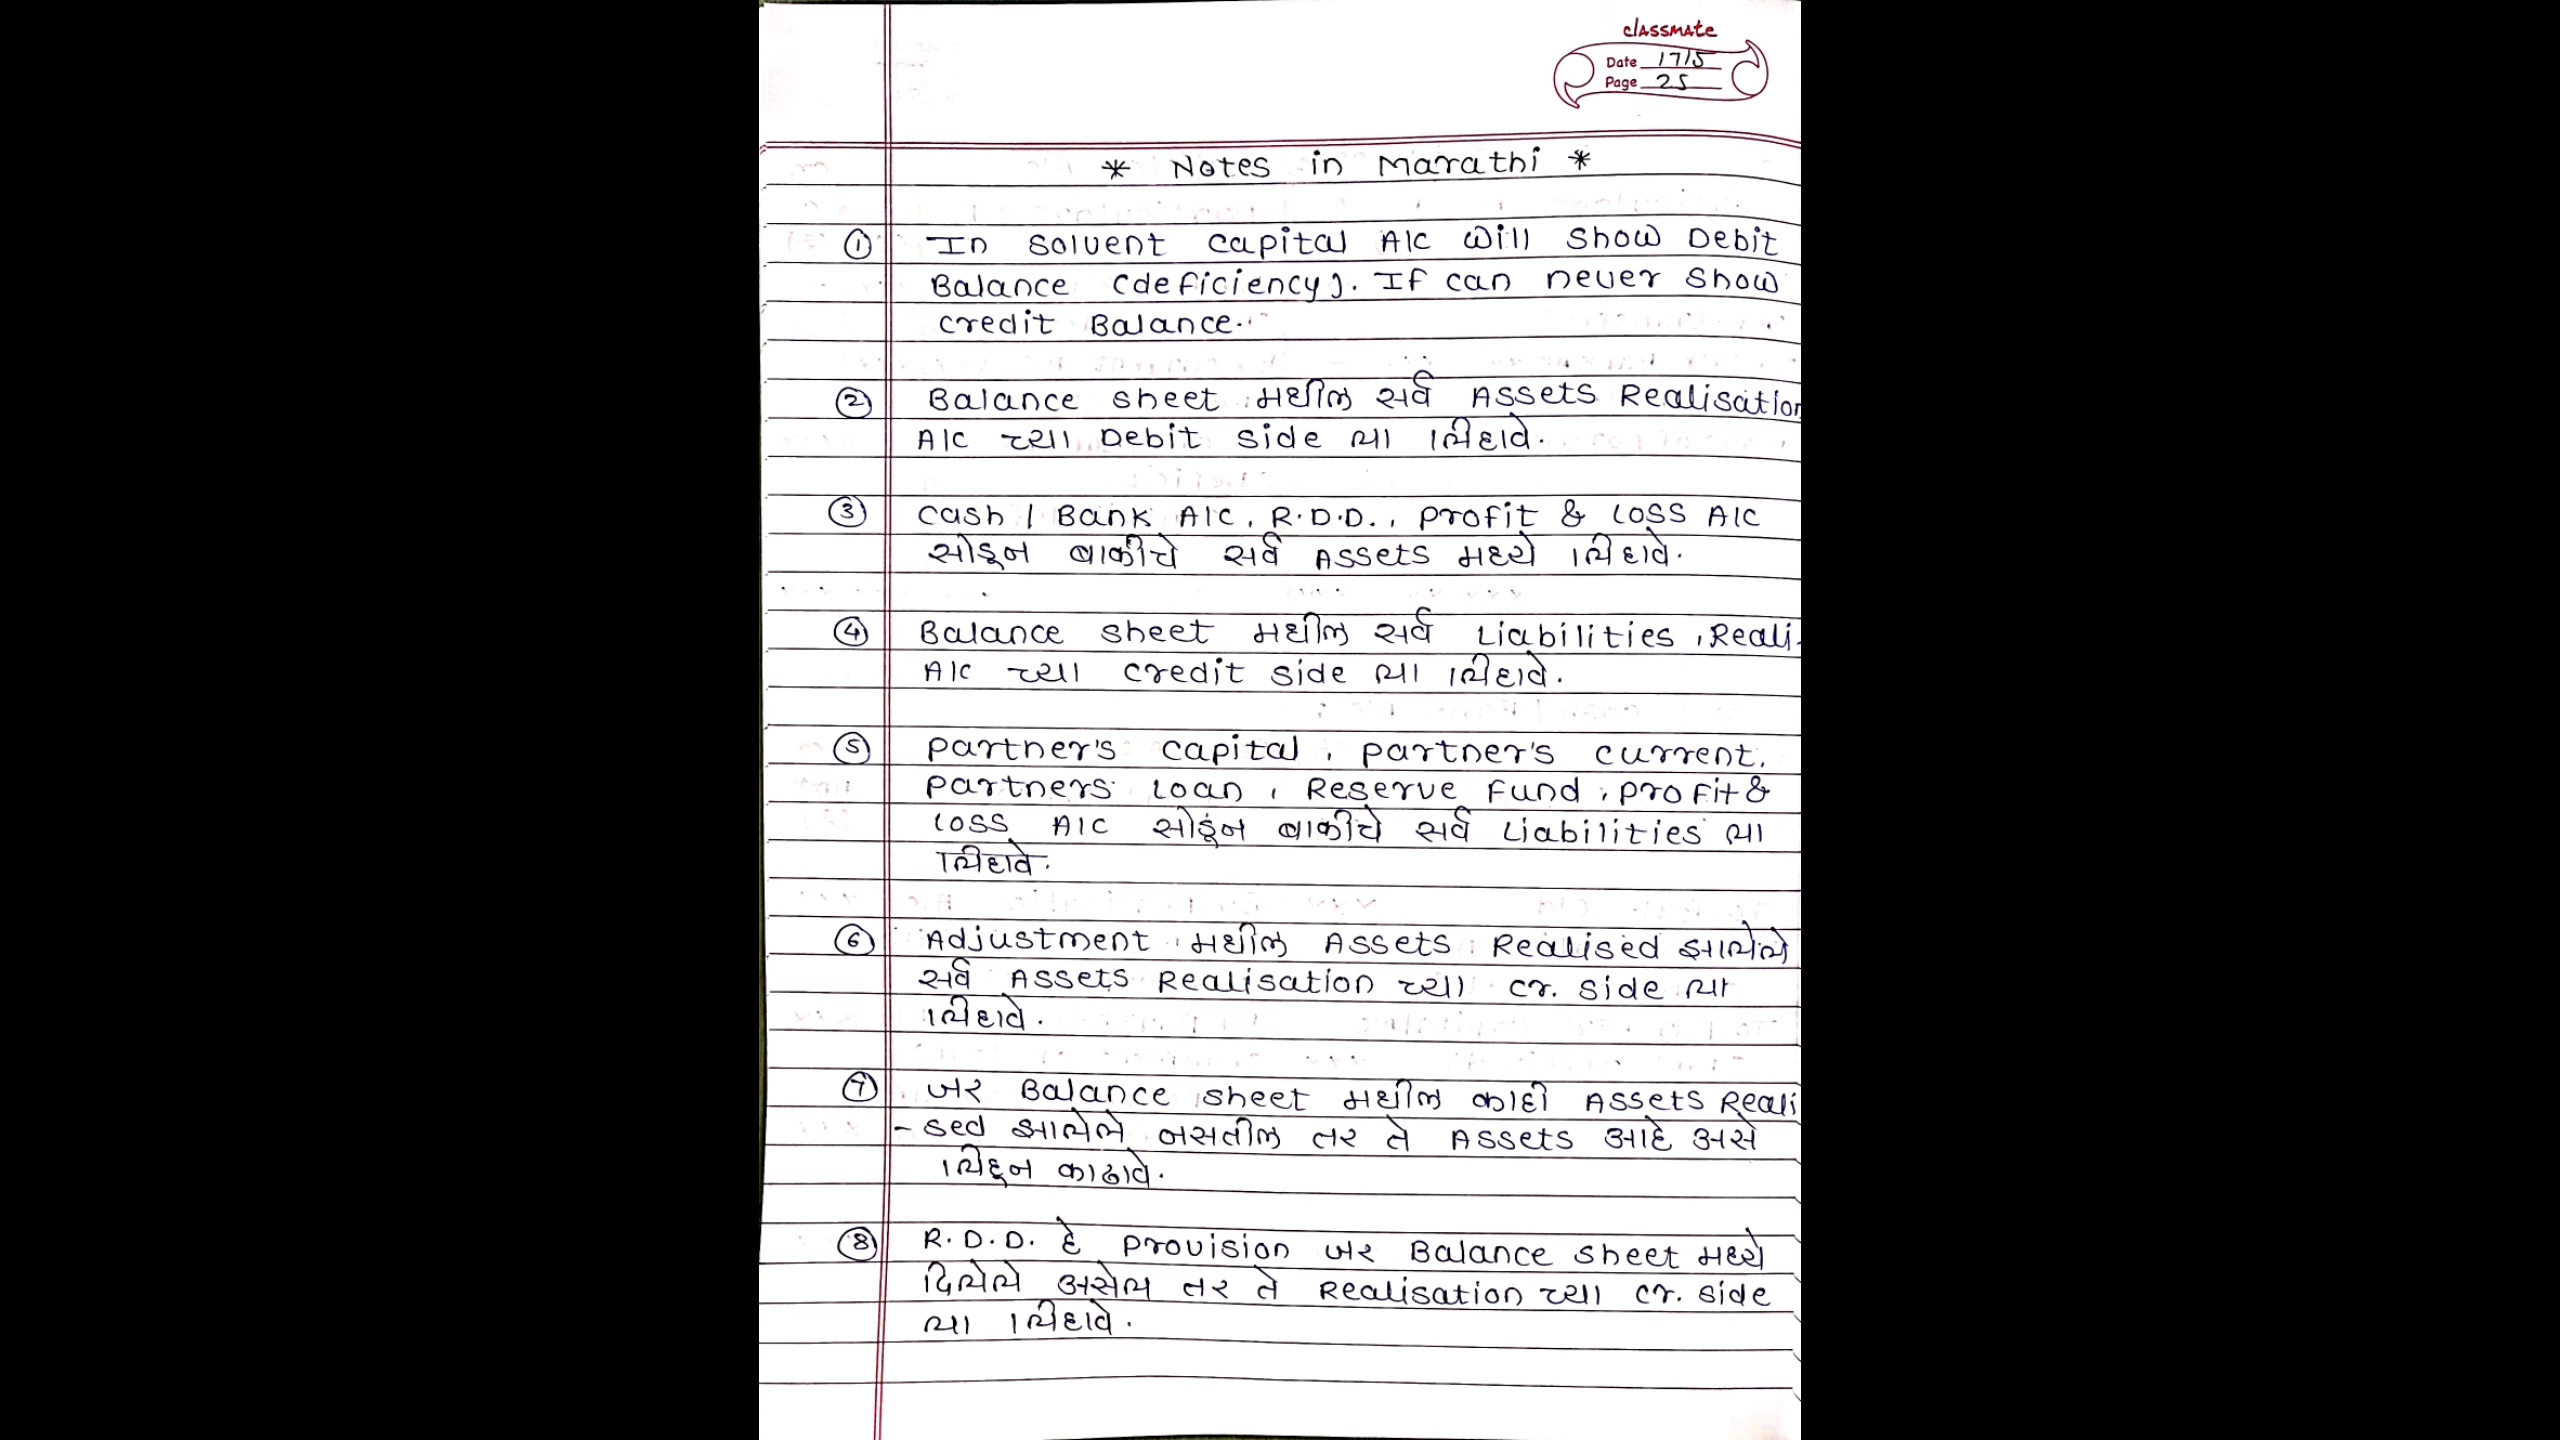 classmate
Date 17/5
Page 25
* Notes in Marathi *
① In solvent capital A/c will show Debit
Balance (deficiency). If can never show
credit Balance.
② Balance sheet मधील सर्व Assets Realisation
A/c च्या Debit side ला लिहावे.
③ cash / Bank A/c, R.D.D., profit & Loss A/c
सोडून बाकीचे सर्व Assets मध्ये लिहावे.
④ Balance sheet मधील सर्व Liabilities, Reali-
A/c च्या credit side ला लिहावे.
⑤ partner's capital, partner's current,
partners Loan, Reserve Fund, profit &
Loss A/c सोडून बाकीचे सर्व Liabilities ला
लिहावे.
⑥ Adjustment मधील Assets Realised झालेले
सर्व Assets Realisation च्या cr. side ला
लिहावे.
⑦ जर Balance sheet मधील काही Assets Reali
- sed झालेले नसतील तर ते Assets आहे असे
लिहून काढावे.
⑧ R.D.D. हे provision जर Balance sheet मध्ये
दिलेले असेल तर ते Realisation च्या cr. side
ला लिहावे.